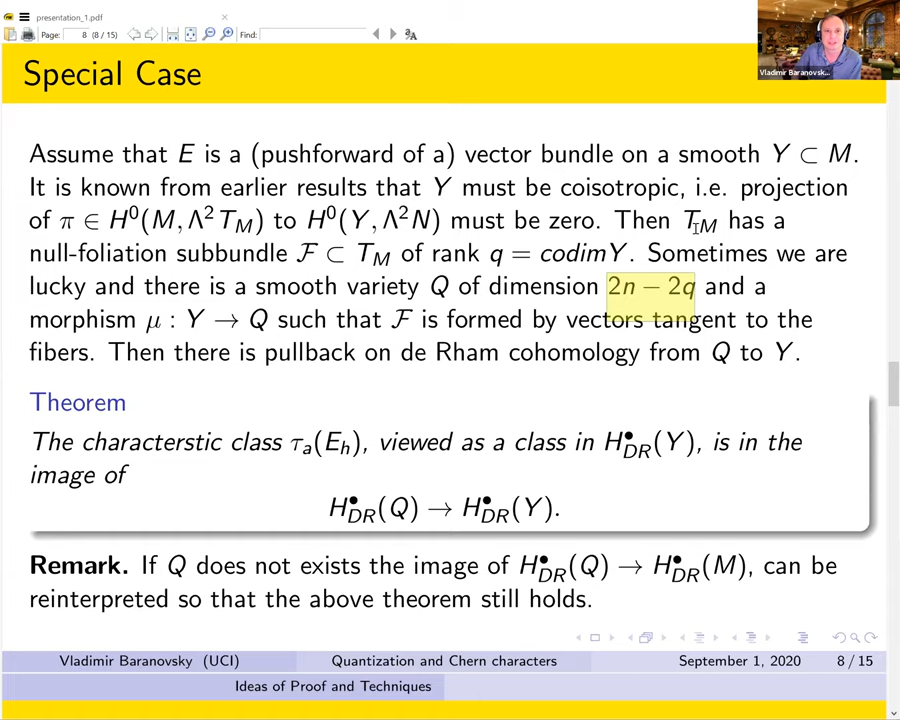 presentation_1.pdf
Page: 8 (8 / 15) Find:
Vladimir Baranovsk...
Special Case
Assume that E is a (pushforward of a) vector bundle on a smooth Y ⊂ M.
It is known from earlier results that Y must be coisotropic, i.e. projection
of π ∈ H⁰(M, Λ²T_M) to H⁰(Y, Λ²N) must be zero. Then T_M has a
null-foliation subbundle F ⊂ T_M of rank q = codimY. Sometimes we are
lucky and there is a smooth variety Q of dimension 2n − 2q and a
morphism μ : Y → Q such that F is formed by vectors tangent to the
fibers. Then there is pullback on de Rham cohomology from Q to Y.
Theorem
The characterstic class τ_a(E_h), viewed as a class in H•_DR(Y), is in the
image of
H•_DR(Q) → H•_DR(Y).
Remark. If Q does not exists the image of H•_DR(Q) → H•_DR(M), can be
reinterpreted so that the above theorem still holds.
Vladimir Baranovsky (UCI) Quantization and Chern characters September 1, 2020 8 / 15
Ideas of Proof and Techniques